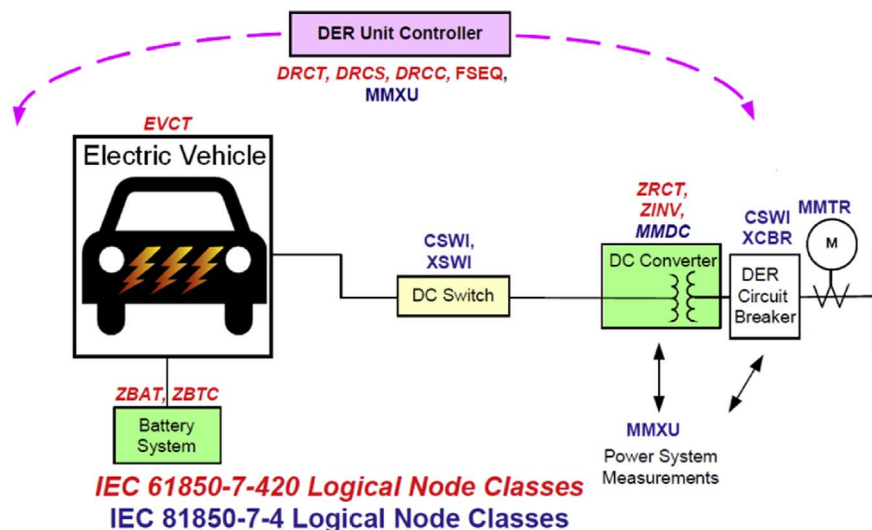 DER Unit Controller
DRCT, DRCS, DRCC, FSEQ,
MMXU
EVCT
Electric Vehicle
ZRCT,
ZINV,
MMDC
CSWI
XCBR
MMTR
M
CSWI,
XSWI
DC Switch
DC Converter
DER
Circuit
Breaker
ZBAT, ZBTC
Battery
System
MMXU
Power System
Measurements
IEC 61850-7-420 Logical Node Classes
IEC 81850-7-4 Logical Node Classes